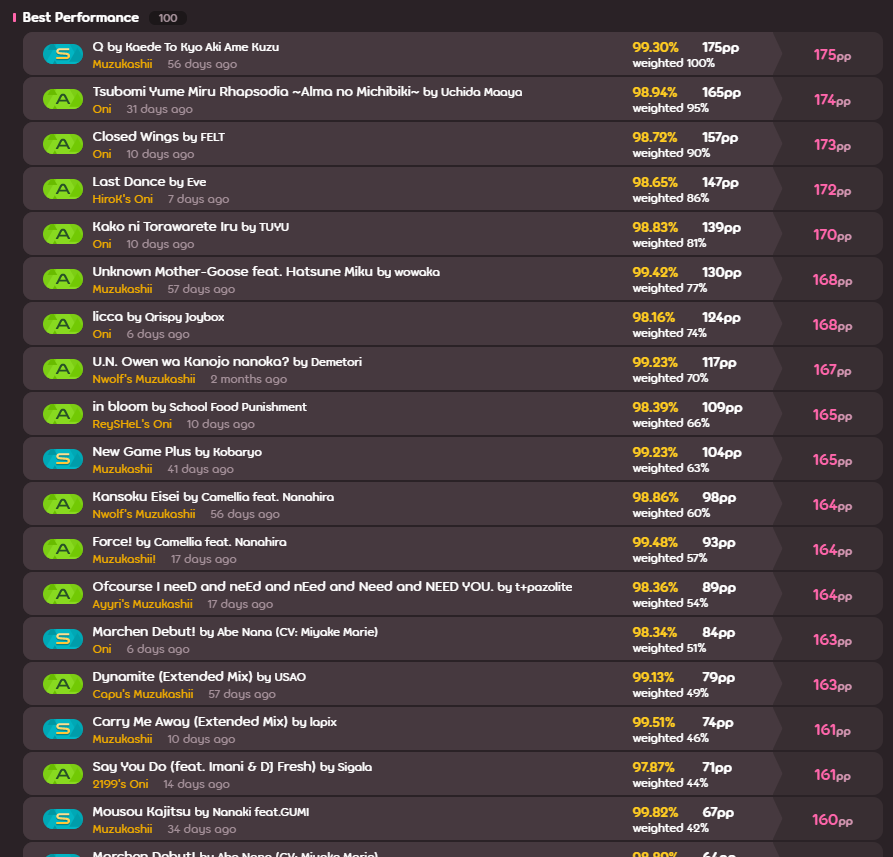 Best Performance 100
S Q by Kaede To Kyo Aki Ame Kuzu 99.30% 175pp 175pp
Muzukashii 56 days ago weighted 100%
A Tsubomi Yume Miru Rhapsodia ~Alma no Michibiki~ by Uchida Maaya 98.94% 165pp 174pp
Oni 31 days ago weighted 95%
A Closed Wings by FELT 98.72% 157pp 173pp
Oni 10 days ago weighted 90%
A Last Dance by Eve 98.65% 147pp 172pp
HiroK's Oni 7 days ago weighted 86%
A Kako ni Torawarete Iru by TUYU 98.83% 139pp 170pp
Oni 10 days ago weighted 81%
A Unknown Mother-Goose feat. Hatsune Miku by wowaka 99.42% 130pp 168pp
Muzukashii 57 days ago weighted 77%
A licca by Qrispy Joybox 98.16% 124pp 168pp
Oni 6 days ago weighted 74%
A U.N. Owen wa Kanojo nanoka? by Demetori 99.23% 117pp 167pp
Nwolf's Muzukashii 2 months ago weighted 70%
A in bloom by School Food Punishment 98.39% 109pp 165pp
ReySHeL's Oni 10 days ago weighted 66%
S New Game Plus by Kobaryo 99.23% 104pp 165pp
Muzukashii 41 days ago weighted 63%
A Kansoku Eisei by Camellia feat. Nanahira 98.86% 98pp 164pp
Nwolf's Muzukashii 56 days ago weighted 60%
A Force! by Camellia feat. Nanahira 99.48% 93pp 164pp
Muzukashii! 17 days ago weighted 57%
A Ofcourse I neeD and neEd and nEed and Need and NEED YOU. by t+pazolite 98.36% 89pp 164pp
Ayyri's Muzukashii 17 days ago weighted 54%
S Marchen Debut! by Abe Nana (CV: Miyake Marie) 98.34% 84pp 163pp
Oni 6 days ago weighted 51%
A Dynamite (Extended Mix) by USAO 99.13% 79pp 163pp
Capu's Muzukashii 57 days ago weighted 49%
S Carry Me Away (Extended Mix) by lapix 99.51% 74pp 161pp
Muzukashii 10 days ago weighted 46%
A Say You Do (feat. Imani & DJ Fresh) by Sigala 97.87% 71pp 161pp
2199's Oni 14 days ago weighted 44%
S Mousou Kajitsu by Nanaki feat.GUMI 99.82% 67pp 160pp
Muzukashii 34 days ago weighted 42%
Marchen Debut! by Abe Nana (CV: Miyake Marie) 64pp